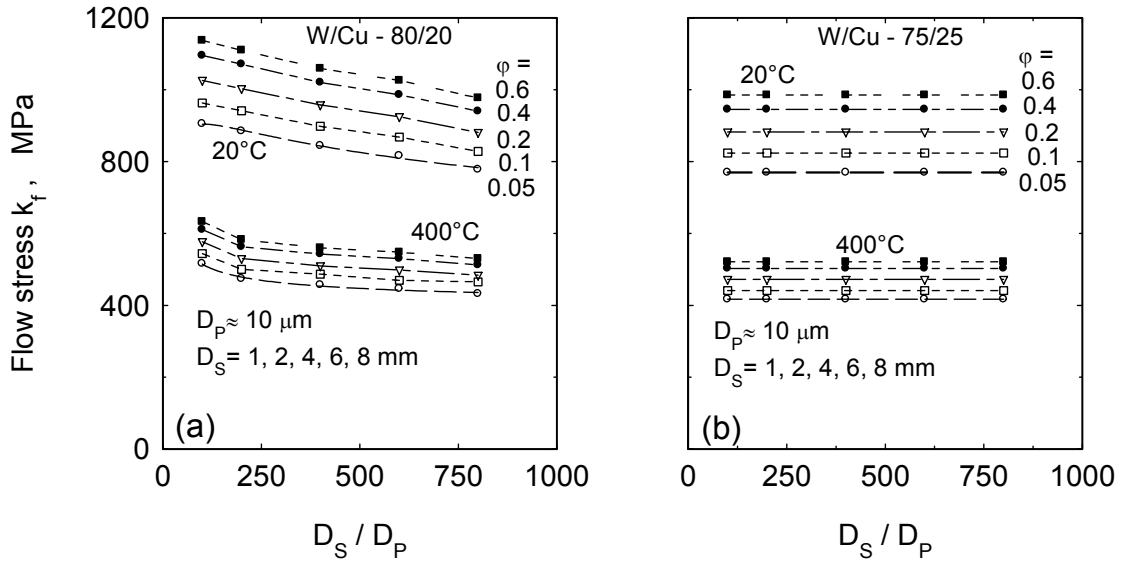 Flow stress k_f , MPa
1200
800
400
0
W/Cu - 80/20
φ =
0.6
0.4
0.2
0.1
0.05
20°C
400°C
D_P≈ 10 μm
D_S= 1, 2, 4, 6, 8 mm
(a)
0 250 500 750 1000
D_S / D_P
W/Cu - 75/25
20°C
φ =
0.6
0.4
0.2
0.1
0.05
400°C
D_P≈ 10 μm
D_S= 1, 2, 4, 6, 8 mm
(b)
0 250 500 750 1000
D_S / D_P